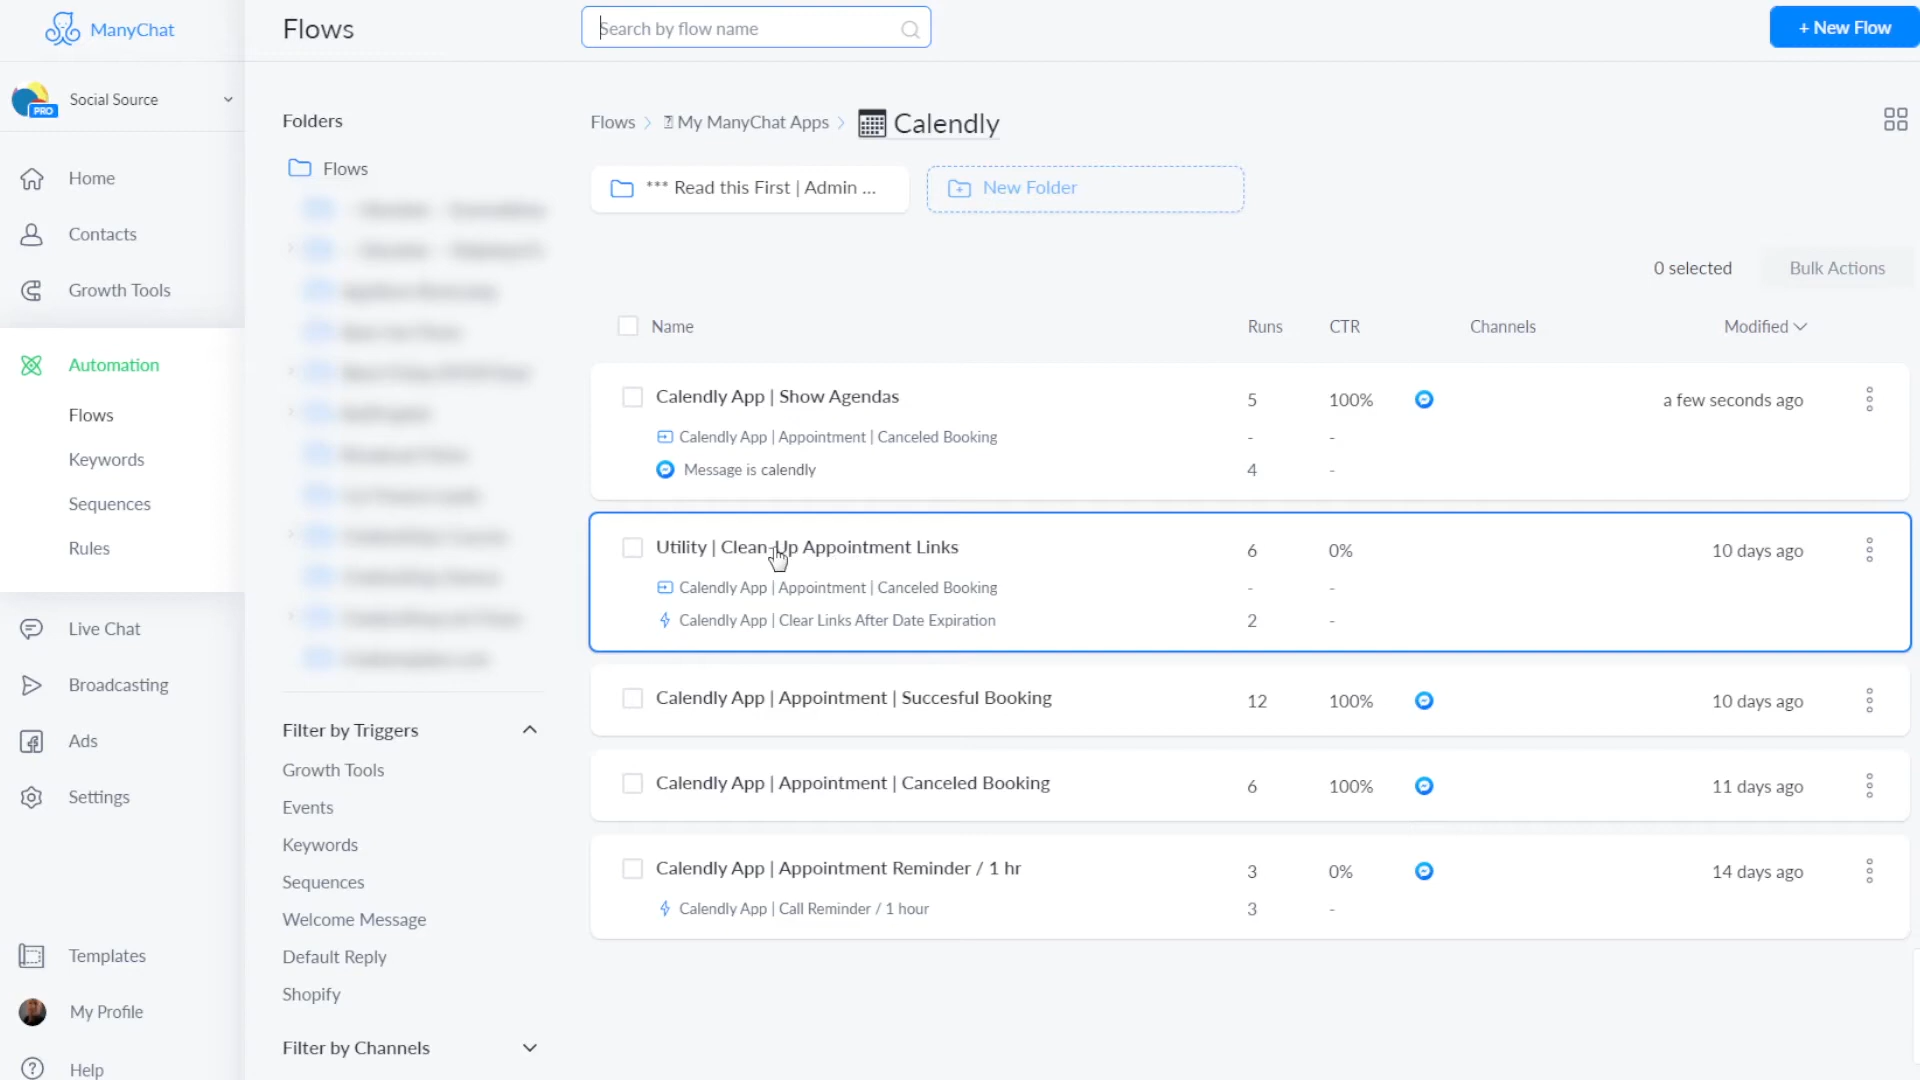 ManyChat
Flows
Search by flow name
+ New Flow
PRO
Social Source
Home
Contacts
Growth Tools
Automation
Flows
Keywords
Sequences
Rules
Live Chat
Broadcasting
Ads
Settings
Templates
My Profile
Help
Folders
Flows
Filter by Triggers
Growth Tools
Events
Keywords
Sequences
Welcome Message
Default Reply
Shopify
Filter by Channels
Flows > My ManyChat Apps > Calendly
*** Read this First | Admin ...
New Folder
0 selected
Bulk Actions
Name Runs CTR Channels Modified
Calendly App | Show Agendas 5 100% a few seconds ago
Calendly App | Appointment | Canceled Booking - -
Message is calendly 4 -
Utility | Clean-Up Appointment Links 6 0% 10 days ago
Calendly App | Appointment | Canceled Booking - -
Calendly App | Clear Links After Date Expiration 2 -
Calendly App | Appointment | Succesful Booking 12 100% 10 days ago
Calendly App | Appointment | Canceled Booking 6 100% 11 days ago
Calendly App | Appointment Reminder / 1 hr 3 0% 14 days ago
Calendly App | Call Reminder / 1 hour 3 -